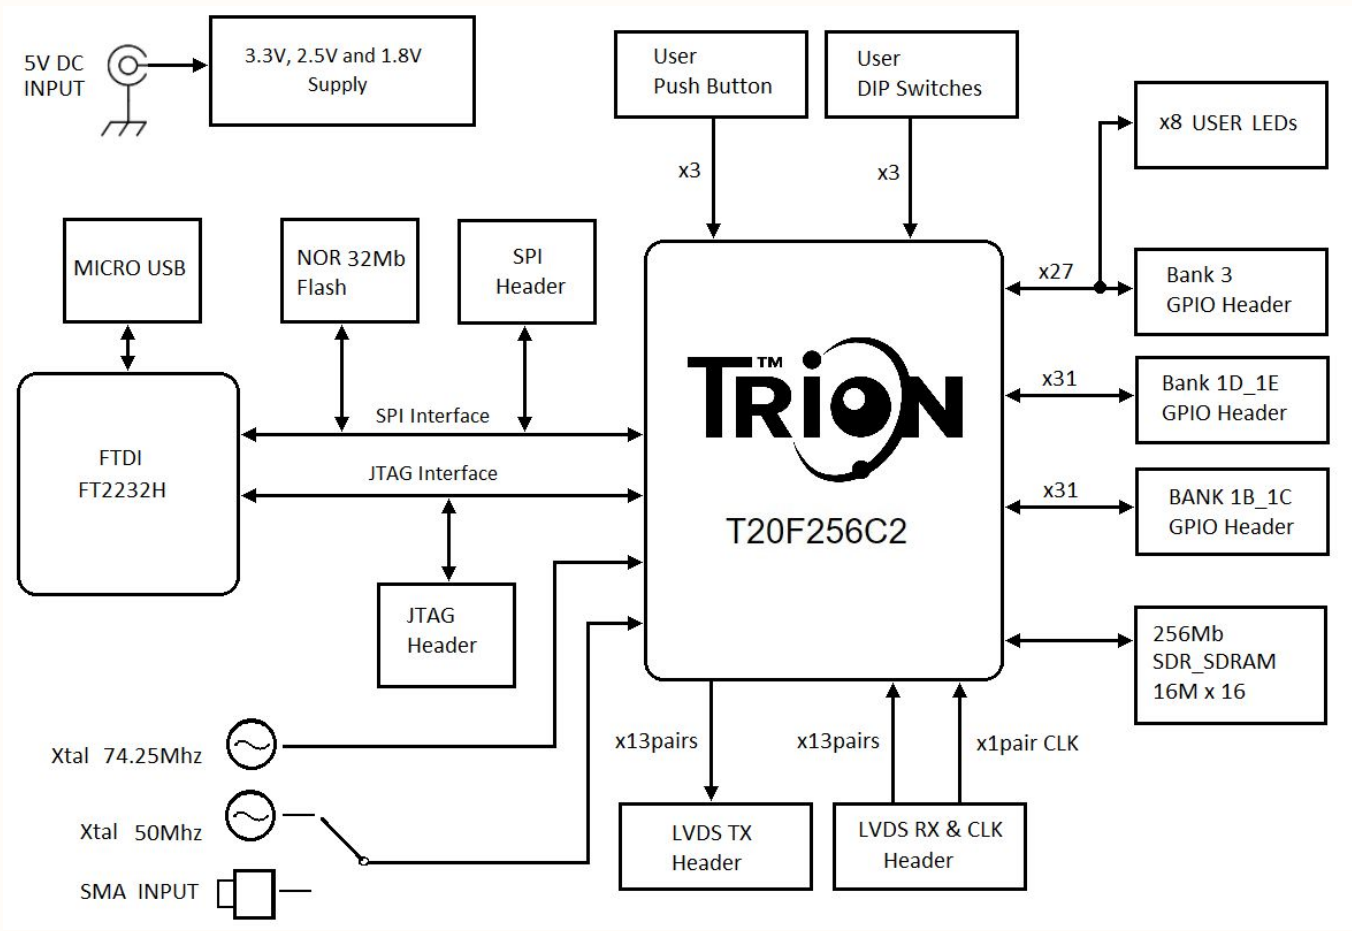 5V DC
INPUT
3.3V, 2.5V and 1.8V
Supply
User
Push Button
User
DIP Switches
x8 USER LEDs
x3
x3
MICRO USB
NOR 32Mb
Flash
SPI
Header
x27
Bank 3
GPIO Header
TRION™
x31
Bank 1D_1E
GPIO Header
SPI Interface
FTDI
FT2232H
JTAG Interface
x31
BANK 1B_1C
GPIO Header
T20F256C2
JTAG
Header
256Mb
SDR_SDRAM
16M x 16
Xtal 74.25Mhz
x13pairs
x13pairs
x1pair CLK
Xtal 50Mhz
LVDS TX
Header
LVDS RX & CLK
Header
SMA INPUT